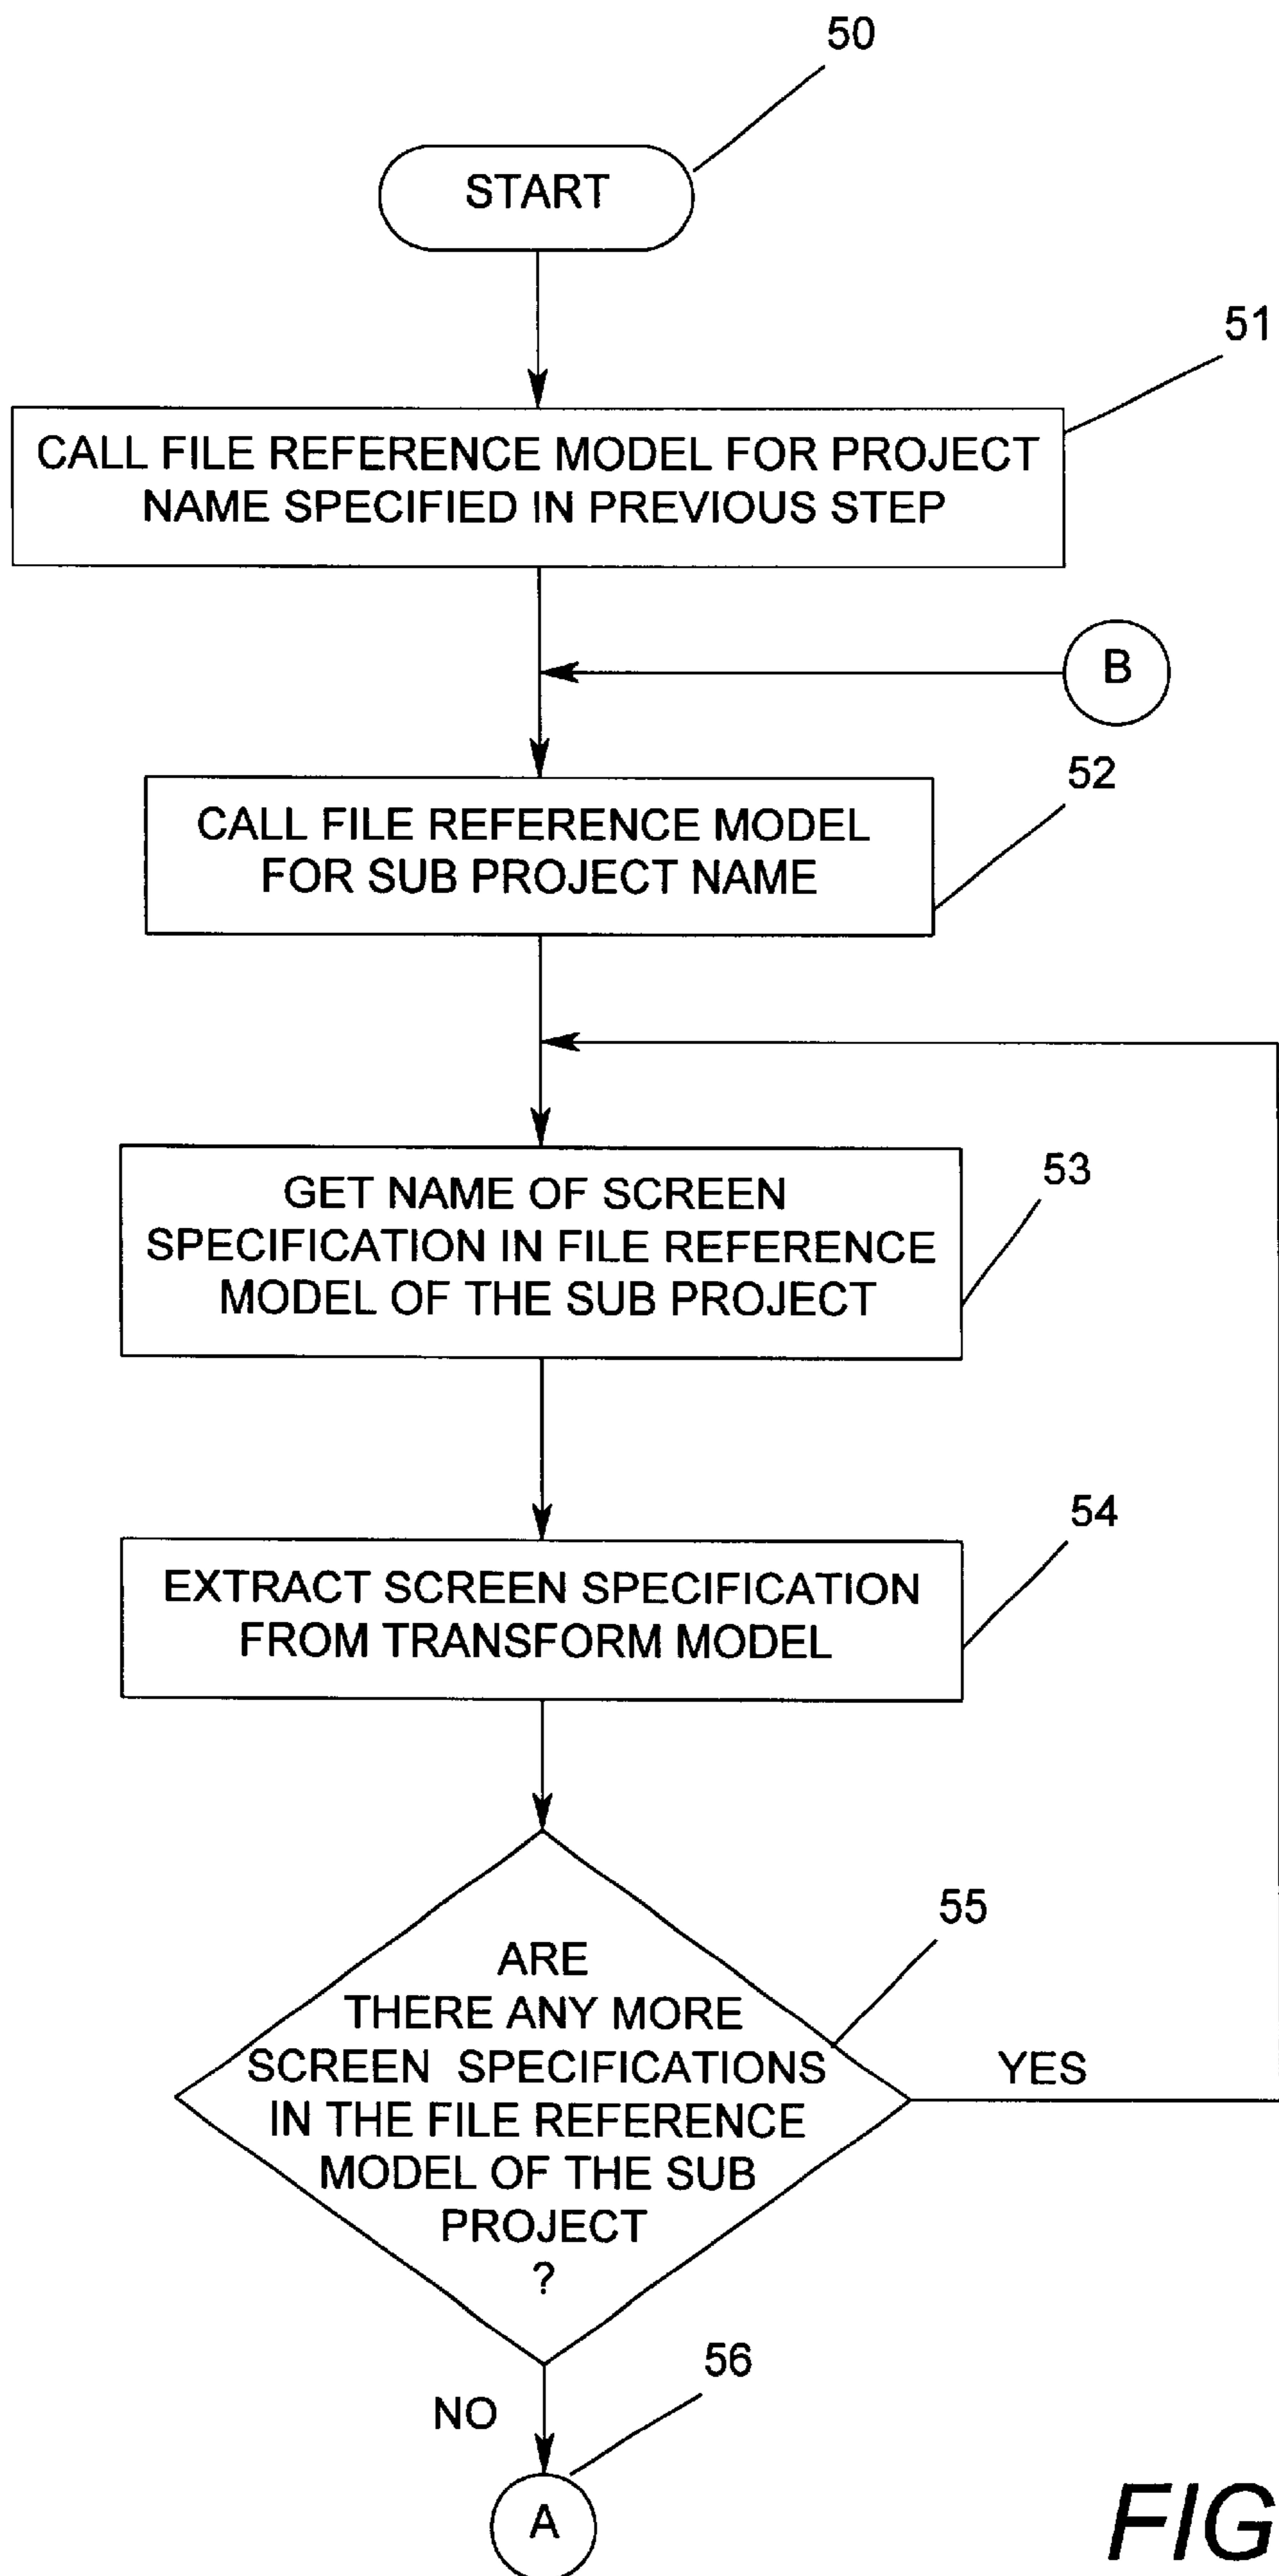 50
START
51
CALL FILE REFERENCE MODEL FOR PROJECT
NAME SPECIFIED IN PREVIOUS STEP
B
52
CALL FILE REFERENCE MODEL
FOR SUB PROJECT NAME
53
GET NAME OF SCREEN
SPECIFICATION IN FILE REFERENCE
MODEL OF THE SUB PROJECT
54
EXTRACT SCREEN SPECIFICATION
FROM TRANSFORM MODEL
55
ARE
THERE ANY MORE
SCREEN SPECIFICATIONS
IN THE FILE REFERENCE
MODEL OF THE SUB
PROJECT
?
YES
56
NO
A
FIG